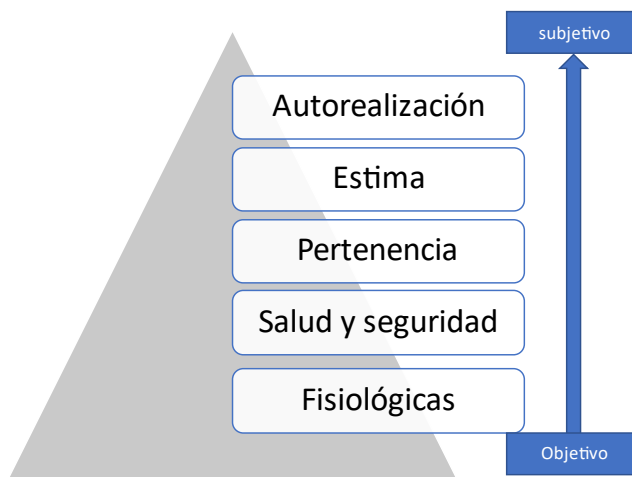 subjetivo
Autorealización
Estima
Pertenencia
Salud y seguridad
Fisiológicas
Objetivo